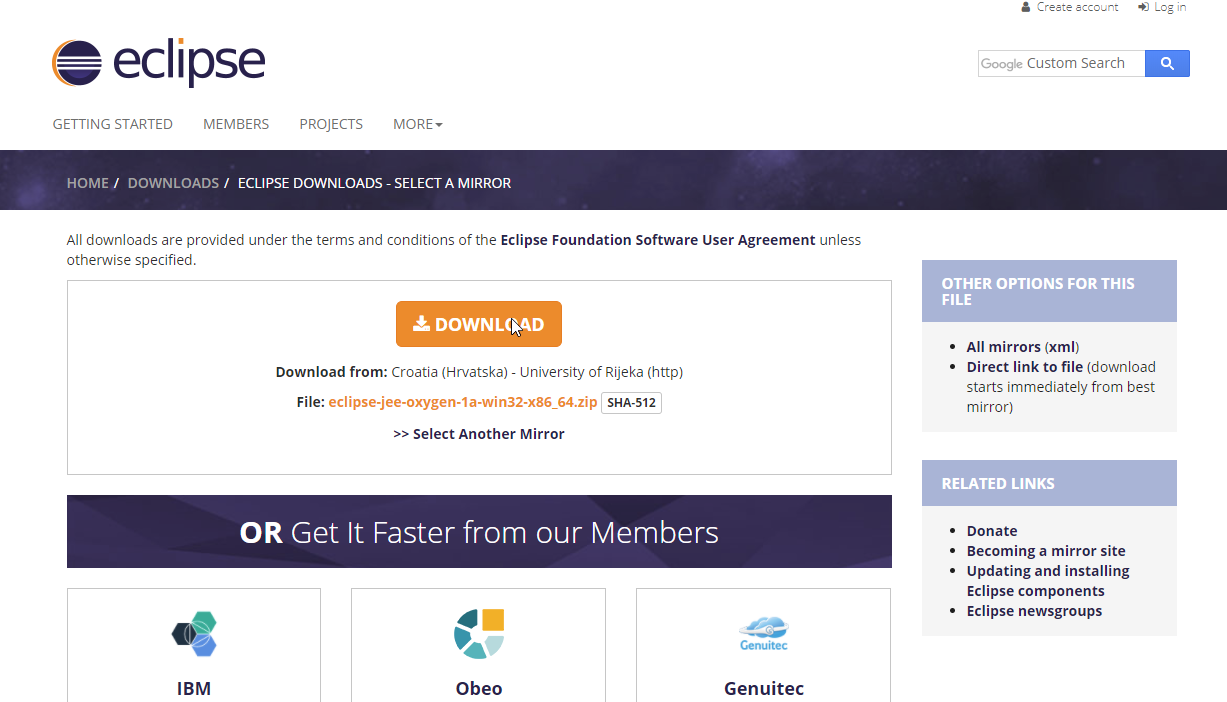 Create account Log in
eclipse
Google Custom Search
GETTING STARTED MEMBERS PROJECTS MORE
HOME / DOWNLOADS / ECLIPSE DOWNLOADS - SELECT A MIRROR
All downloads are provided under the terms and conditions of the Eclipse Foundation Software User Agreement unless
otherwise specified.
DOWNLOAD
Download from: Croatia (Hrvatska) - University of Rijeka (http)
File: eclipse-jee-oxygen-1a-win32-x86_64.zip SHA-512
>> Select Another Mirror
OR Get It Faster from our Members
IBM
Obeo
Genuitec
Genuitec
OTHER OPTIONS FOR THIS
FILE
All mirrors (xml)
Direct link to file (download
starts immediately from best
mirror)
RELATED LINKS
Donate
Becoming a mirror site
Updating and installing
Eclipse components
Eclipse newsgroups